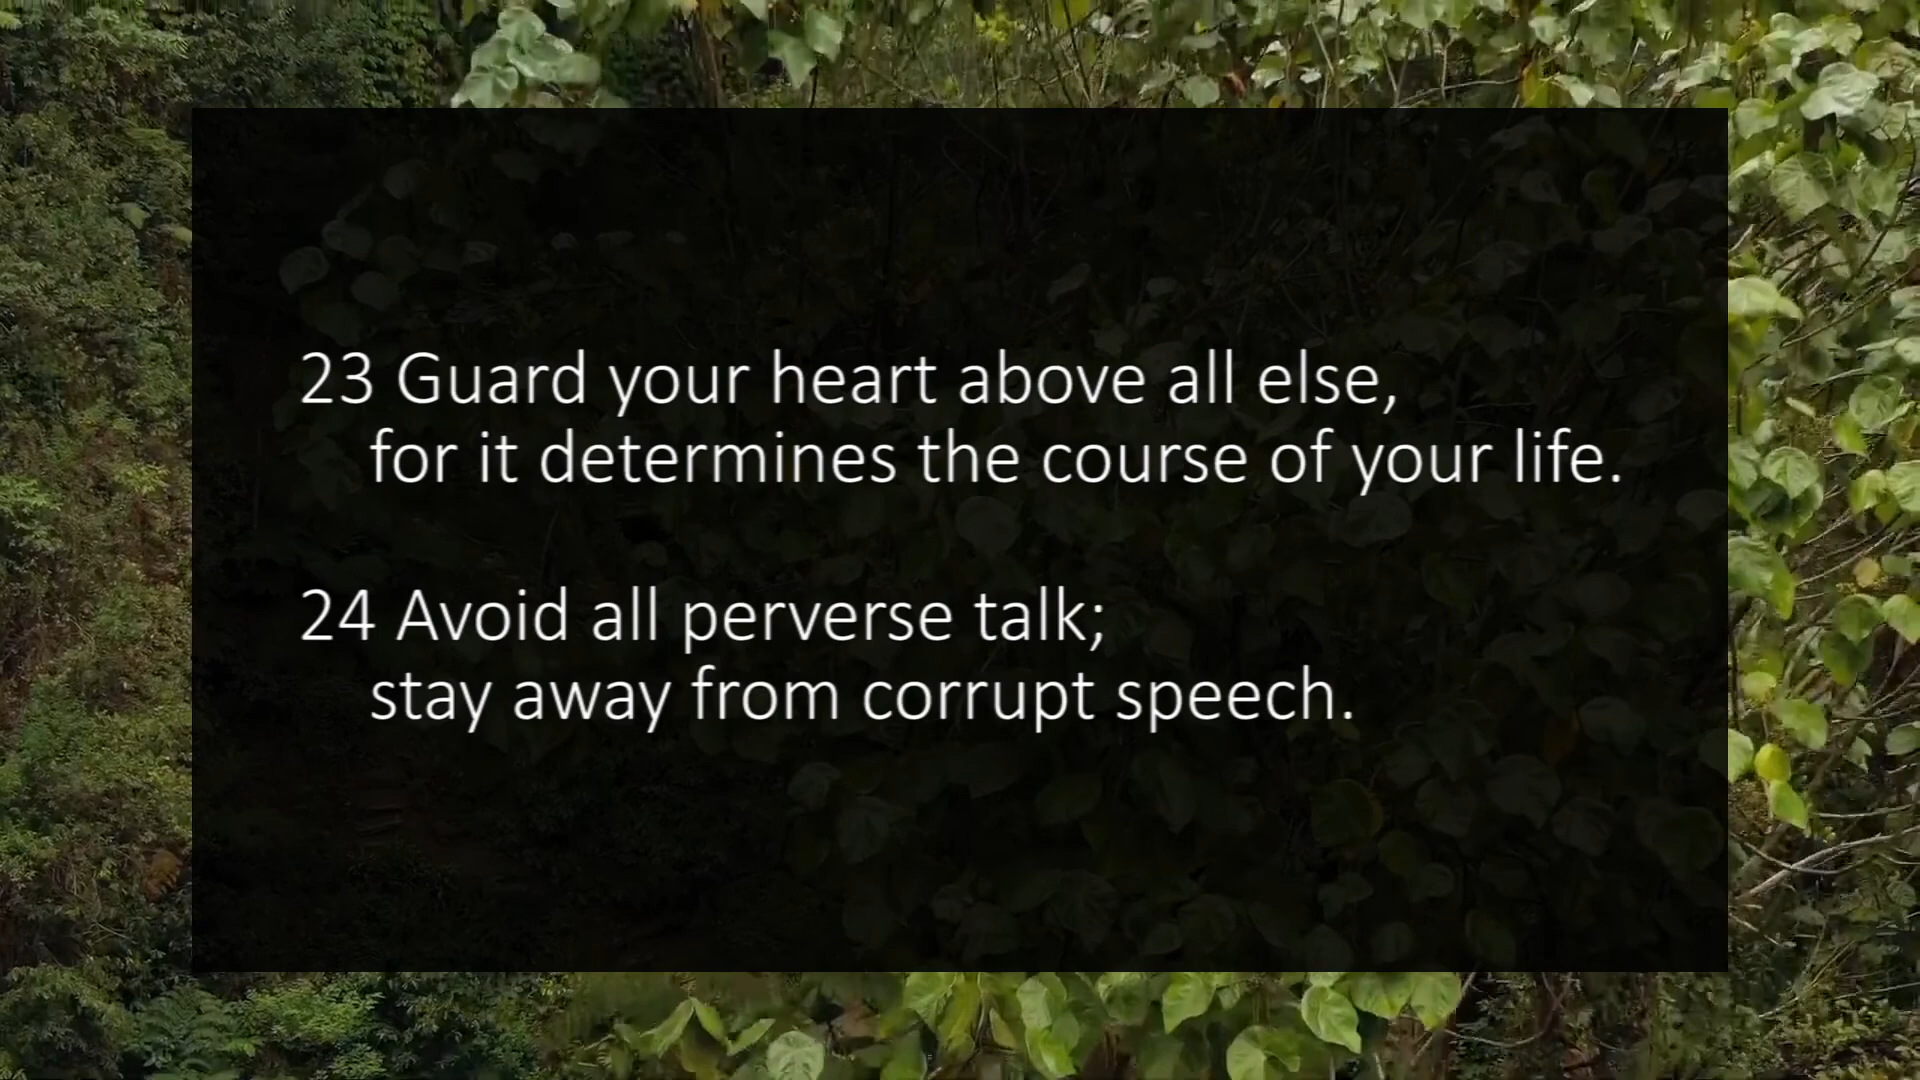 23 Guard your heart above all else,
for it determines the course of your life.
24 Avoid all perverse talk;
stay away from corrupt speech.